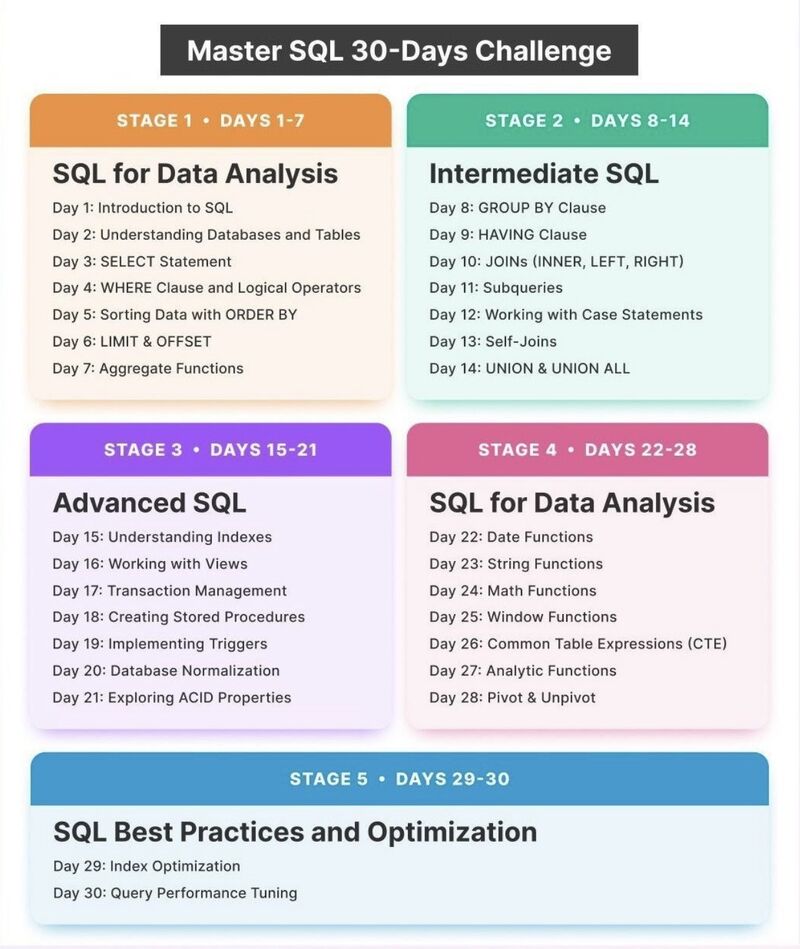 Master SQL 30-Days Challenge
STAGE 1 • DAYS 1-7
SQL for Data Analysis
Day 1: Introduction to SQL
Day 2: Understanding Databases and Tables
Day 3: SELECT Statement
Day 4: WHERE Clause and Logical Operators
Day 5: Sorting Data with ORDER BY
Day 6: LIMIT & OFFSET
Day 7: Aggregate Functions
STAGE 2 • DAYS 8-14
Intermediate SQL
Day 8: GROUP BY Clause
Day 9: HAVING Clause
Day 10: JOINs (INNER, LEFT, RIGHT)
Day 11: Subqueries
Day 12: Working with Case Statements
Day 13: Self-Joins
Day 14: UNION & UNION ALL
STAGE 3 • DAYS 15-21
Advanced SQL
Day 15: Understanding Indexes
Day 16: Working with Views
Day 17: Transaction Management
Day 18: Creating Stored Procedures
Day 19: Implementing Triggers
Day 20: Database Normalization
Day 21: Exploring ACID Properties
STAGE 4 • DAYS 22-28
SQL for Data Analysis
Day 22: Date Functions
Day 23: String Functions
Day 24: Math Functions
Day 25: Window Functions
Day 26: Common Table Expressions (CTE)
Day 27: Analytic Functions
Day 28: Pivot & Unpivot
STAGE 5 • DAYS 29-30
SQL Best Practices and Optimization
Day 29: Index Optimization
Day 30: Query Performance Tuning